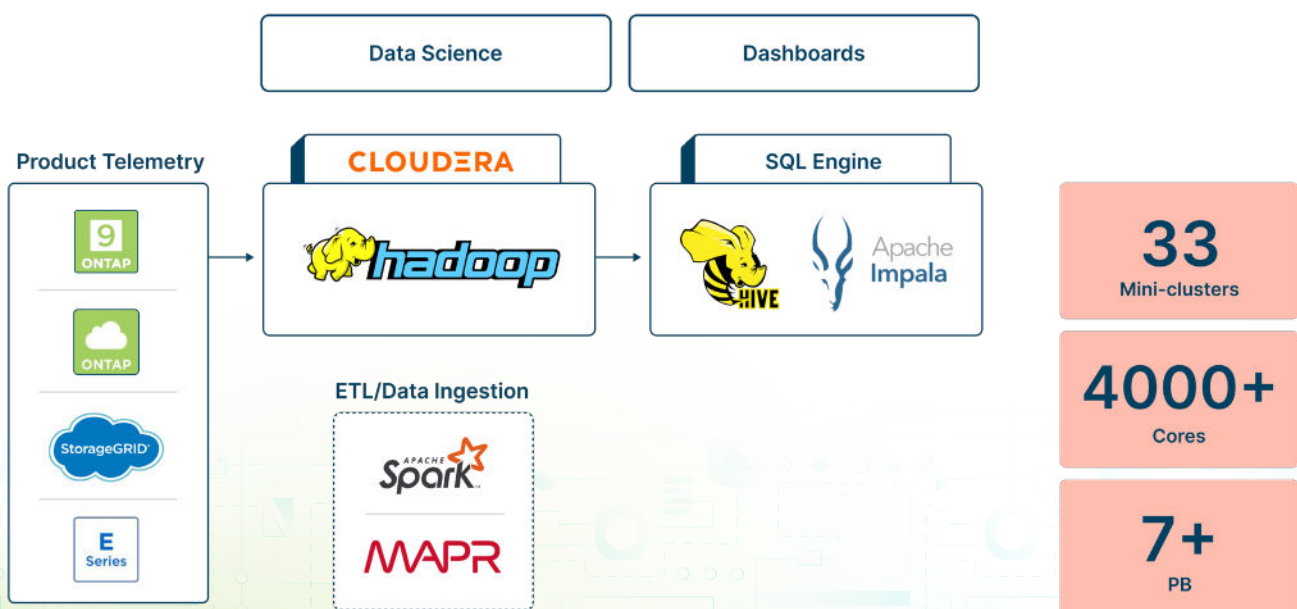 Data Science
Dashboards
Product Telemetry
CLOUDERA
SQL Engine
9
ONTAP
hadoop
HIVE
Apache
Impala
33
Mini-clusters
ONTAP
ETL/Data Ingestion
4000+
Cores
StorageGRID
APACHE
Spark
E
Series
MAPR
7+
PB